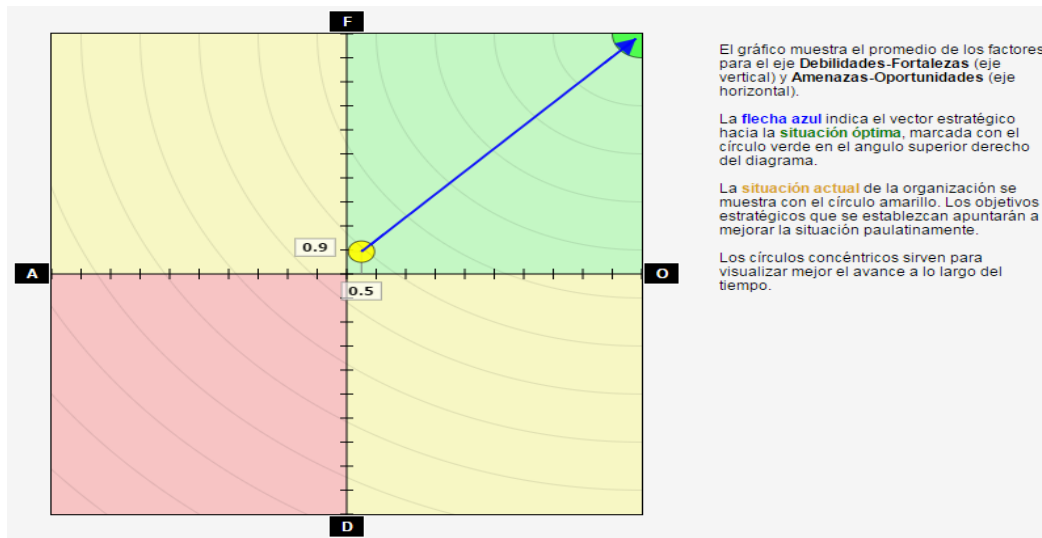 F
0.9
A
O
0.5
D
El gráfico muestra el promedio de los factores
para el eje Debilidades-Fortalezas (eje
vertical) y Amenazas-Oportunidades (eje
horizontal).
La flecha azul indica el vector estratégico
hacia la situación óptima, marcada con el
círculo verde en el angulo superior derecho
del diagrama.
La situación actual de la organización se
muestra con el círculo amarillo. Los objetivos
estratégicos que se establezcan apuntarán a
mejorar la situación paulatinamente.
Los círculos concéntricos sirven para
visualizar mejor el avance a lo largo del
tiempo.